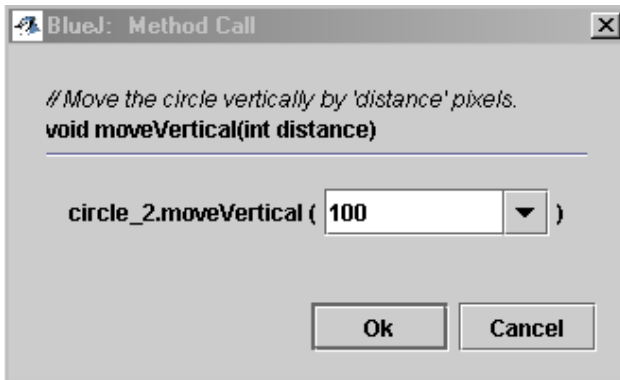 BlueJ: Method Call
// Move the circle vertically by 'distance' pixels.
void moveVertical(int distance)
circle_2.moveVertical ( 100 )
Ok Cancel